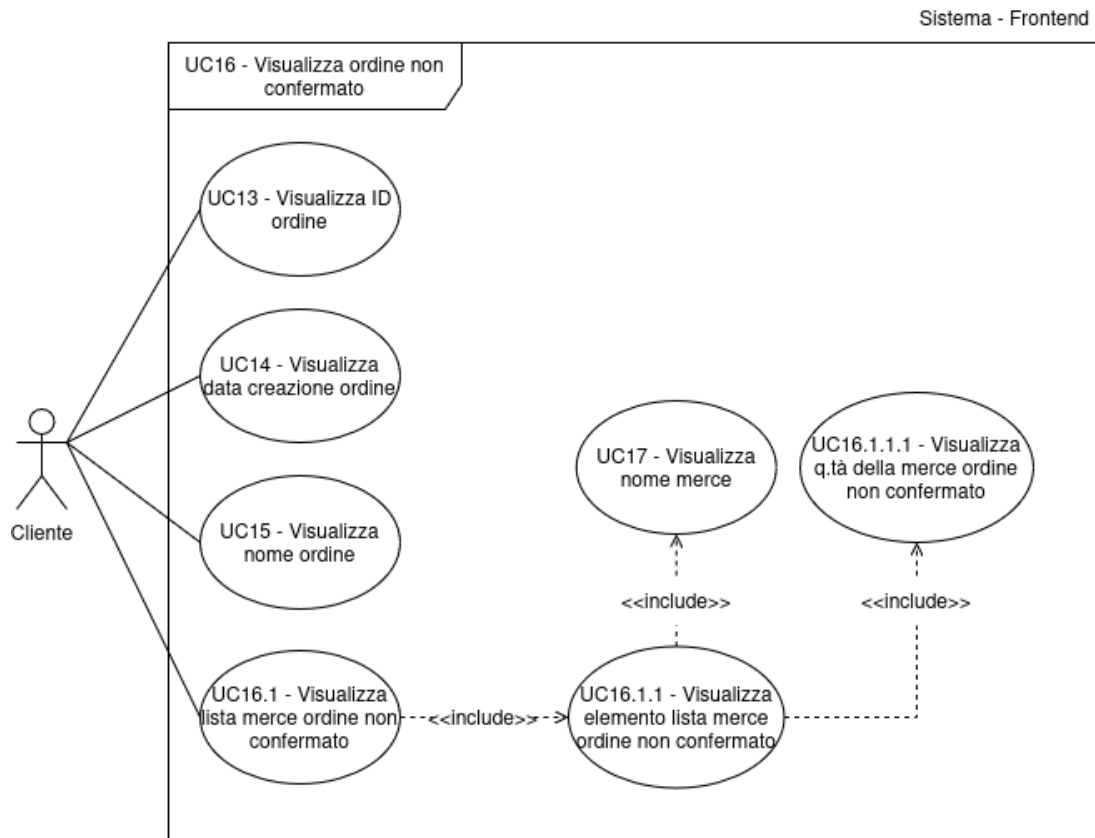 Sistema - Frontend
UC16 - Visualizza ordine non
confermato
UC13 - Visualizza ID
ordine
UC14 - Visualizza
data creazione ordine
UC15 - Visualizza
nome ordine
Cliente
UC16.1 - Visualizza
lista merce ordine non
confermato
<<include>>
UC16.1.1 - Visualizza
elemento lista merce
ordine non confermato
<<include>>
<<include>>
UC17 - Visualizza
nome merce
UC16.1.1.1 - Visualizza
q.tà della merce ordine
non confermato